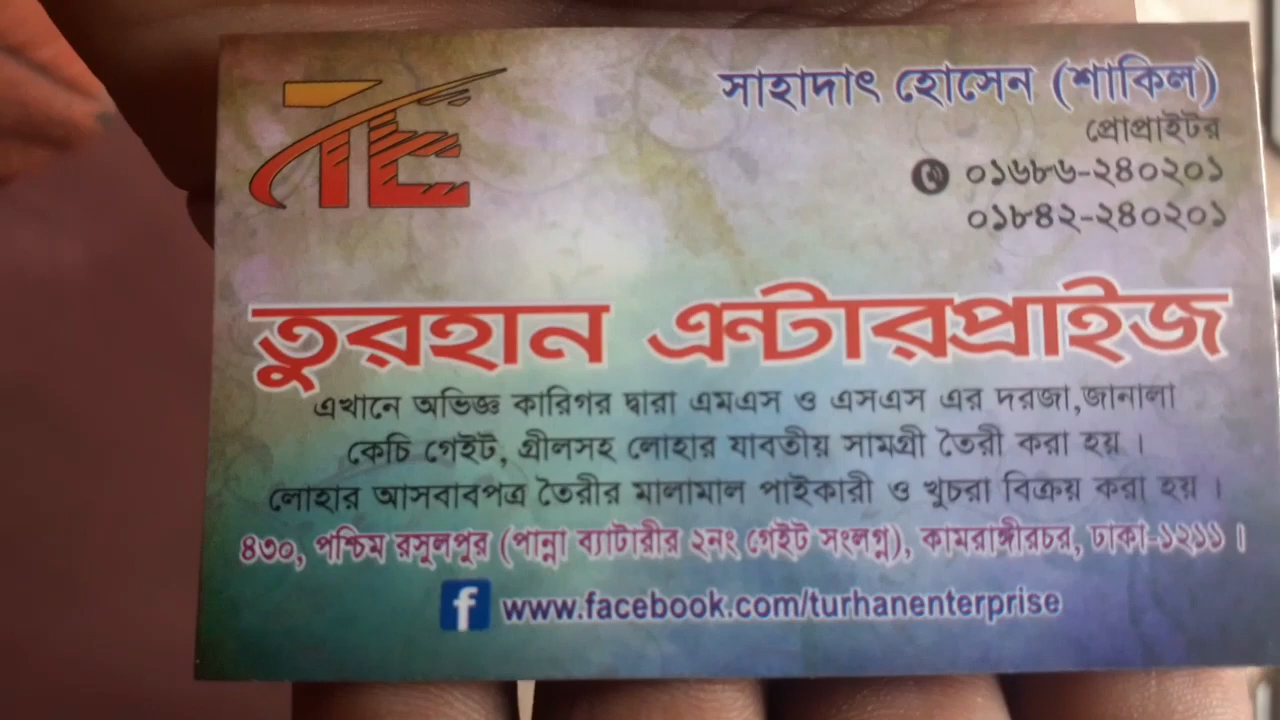 TE
সাহাদাৎ হোসেন (শাকিল)
প্রোপ্রাইটর
০১৬৮৬-২৪০২০১
০১৮৪২-২৪০২০১
তুরহান এন্টারপ্রাইজ
এখানে অভিজ্ঞ কারিগর দ্বারা এমএস ও এসএস এর দরজা,জানালা
কেচি গেইট, গ্রীলসহ লোহার যাবতীয় সামগ্রী তৈরী করা হয় ।
লোহার আসবাবপত্র তৈরীর মালামাল পাইকারী ও খুচরা বিক্রয় করা হয় ।
৪৩০, পশ্চিম রসুলপুর (পান্না ব্যাটারীর ২নং গেইট সংলগ্ন), কামরাঙ্গীরচর, ঢাকা-১২১১ ।
f www.facebook.com/turhanenterprise